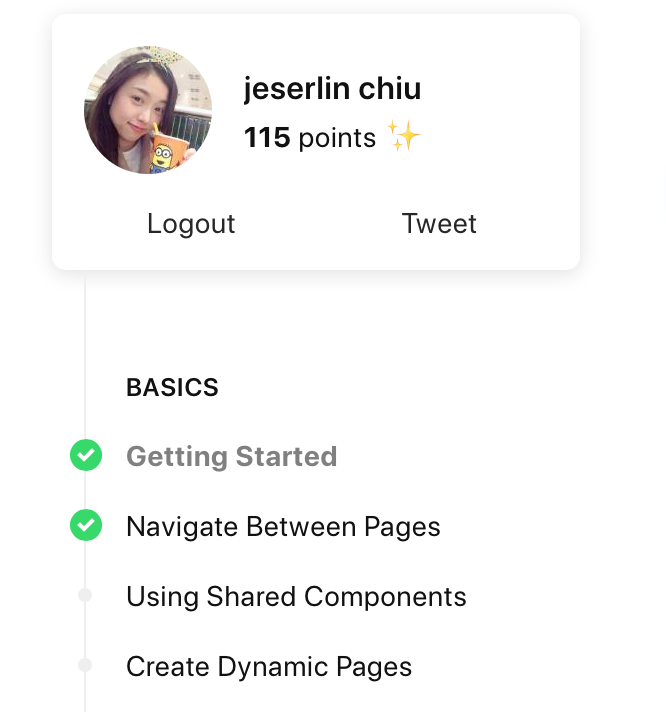 jeserlin chiu
115 points ✨
Logout Tweet
BASICS
Getting Started
Navigate Between Pages
Using Shared Components
Create Dynamic Pages